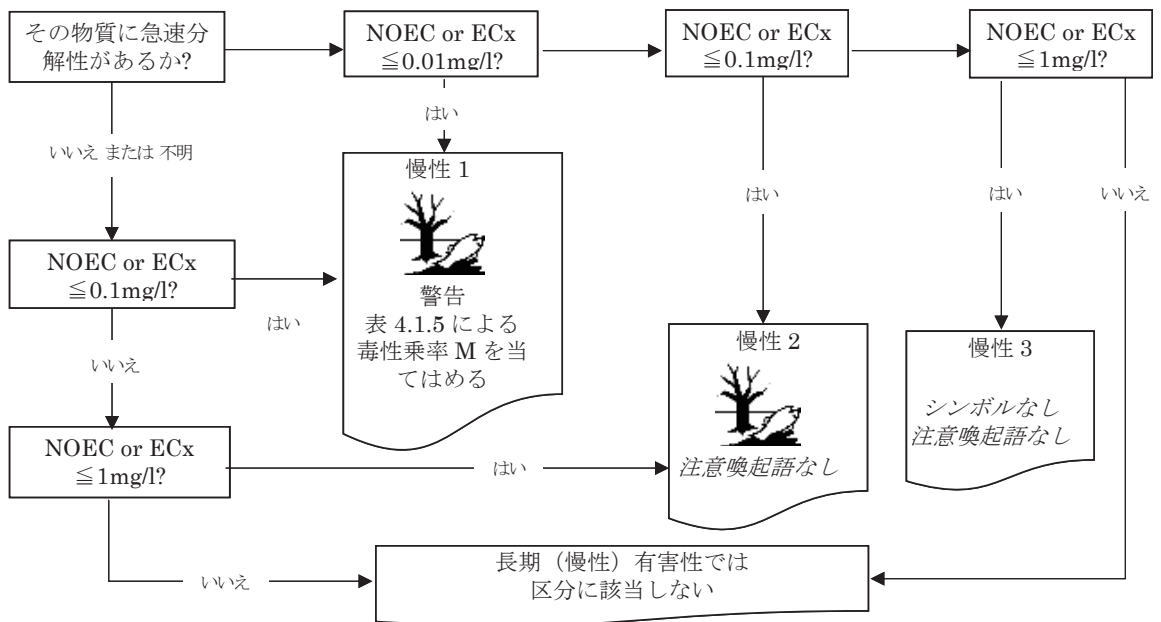 その物質に急速分
解性があるか?
NOEC or ECx
≦0.01mg/l?
NOEC or ECx
≦0.1mg/l?
NOEC or ECx
≦1mg/l?
はい
いいえ または 不明
慢性 1
警告
表 4.1.5 による
毒性乗率 M を当
てはめる
はい
はい
いいえ
NOEC or ECx
≦0.1mg/l?
はい
いいえ
慢性 2
注意喚起語なし
慢性 3
シンボルなし
注意喚起語なし
NOEC or ECx
≦1mg/l?
はい
いいえ
長期（慢性）有害性では
区分に該当しない